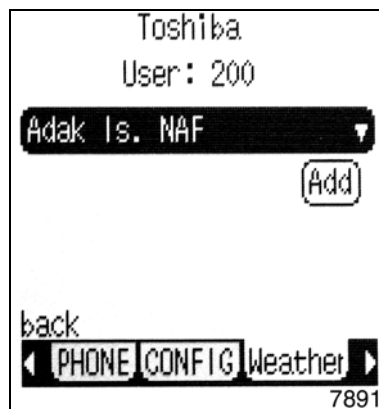 Toshiba
User: 200
Adak Is. NAF
Add
back
PHONE CONFIG Weather
7891